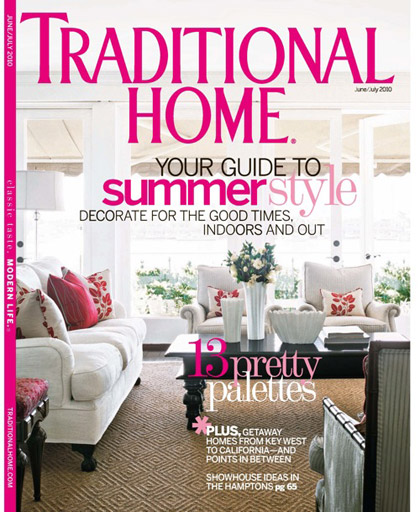 JUNE/JULY 2010
classic taste. MODERN LIFE.®
TRADITIONALHOME.COM
TRADITIONAL
HOME®
June/July 2010
YOUR GUIDE TO
summerstyle
DECORATE FOR THE GOOD TIMES,
INDOORS AND OUT
13 pretty
palettes
*PLUS, GETAWAY
HOMES FROM KEY WEST
TO CALIFORNIA—AND
POINTS IN BETWEEN
SHOWHOUSE IDEAS IN
THE HAMPTONS pg 65